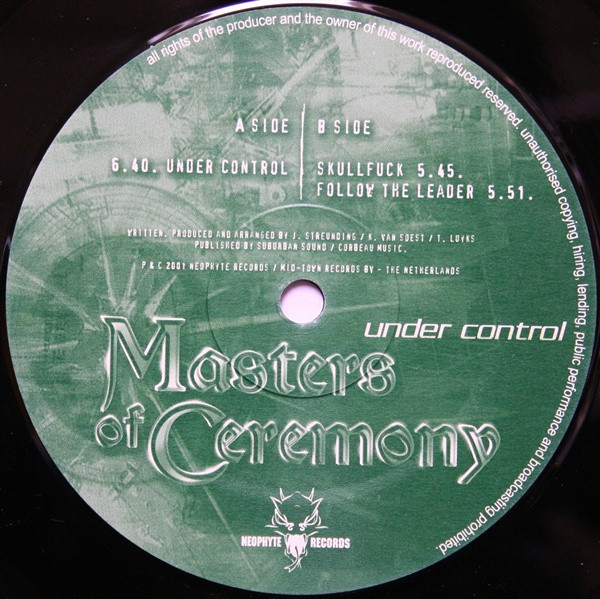 all rights of the producer and the owner of this work reproduced reserved. unauthorised copying, hiring, lending, public performance and broadcasting prohibited.
A SIDE
B SIDE
6.40. UNDER CONTROL
SKULLFUCK 5.45.
FOLLOW THE LEADER 5.51.
WRITTEN, PRODUCED AND ARRANGED BY J. STREUNDING / K. VAN SOEST / T. LUYKS
PUBLISHED BY SUBURBAN SOUND / CORBEAU MUSIC.
P & C 2001 NEOPHYTE RECORDS / MID-TOWN RECORDS BV - THE NETHERLANDS
under control
Masters
of Ceremony
NEOPHYTE RECORDS